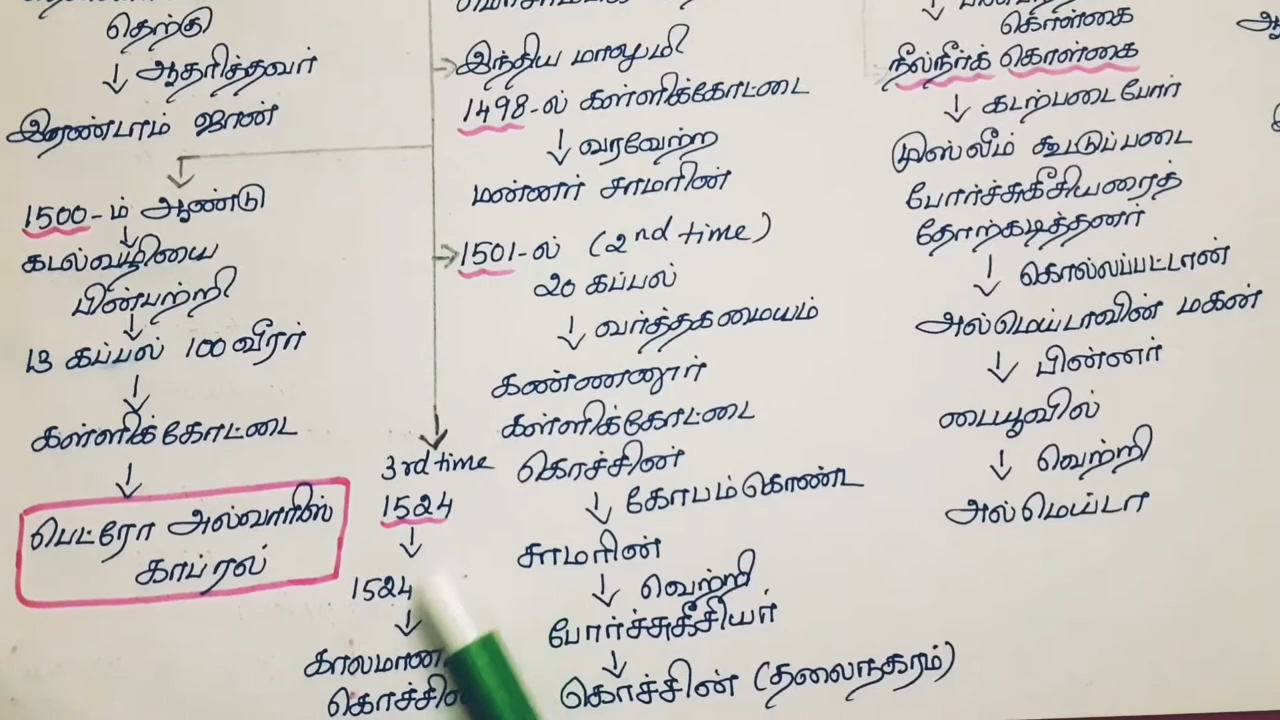 தெற்கு
↓ ஆதரித்தவர்
இரண்டாம் ஜான்
1500-ம் ஆண்டு
↓
கடல்வழியை
பின்பற்றி
↓
13 கப்பல் 100 வீரர்
↓
கள்ளிக்கோட்டை
↓
பெட்ரோ அல்வாரிஸ்
காப்ரல்
3rd time
1524
↓
1524
↓
காலமான
கொச்சின்
இந்திய மாலுமி
1498-ல் கள்ளிக்கோட்டை
↓ வரவேற்ற
மன்னர் சாமரின்
1501-ல் (2nd time)
20 கப்பல்
↓ வர்த்தகமையம்
கண்ணனூர்
கள்ளிக்கோட்டை
கொச்சின்
↓ கோபம்கொண்ட
சாமரின்
↓ வெற்றி
போர்ச்சுகீசியர்
↓
கொச்சின் (தலைநகரம்)
கொள்கை
நீல்நீர்க் கொள்கை
↓ கடற்படைபோர்
முஸ்லீம் கூட்டுப்படை
போர்ச்சுகீசியரைத்
தோற்கடித்தனர்
↓ கொல்லப்பட்டான்
அல்மெய்டாவின் மகன்
↓ பின்னர்
டையூவில்
↓ வெற்றி
அல்மெய்டா